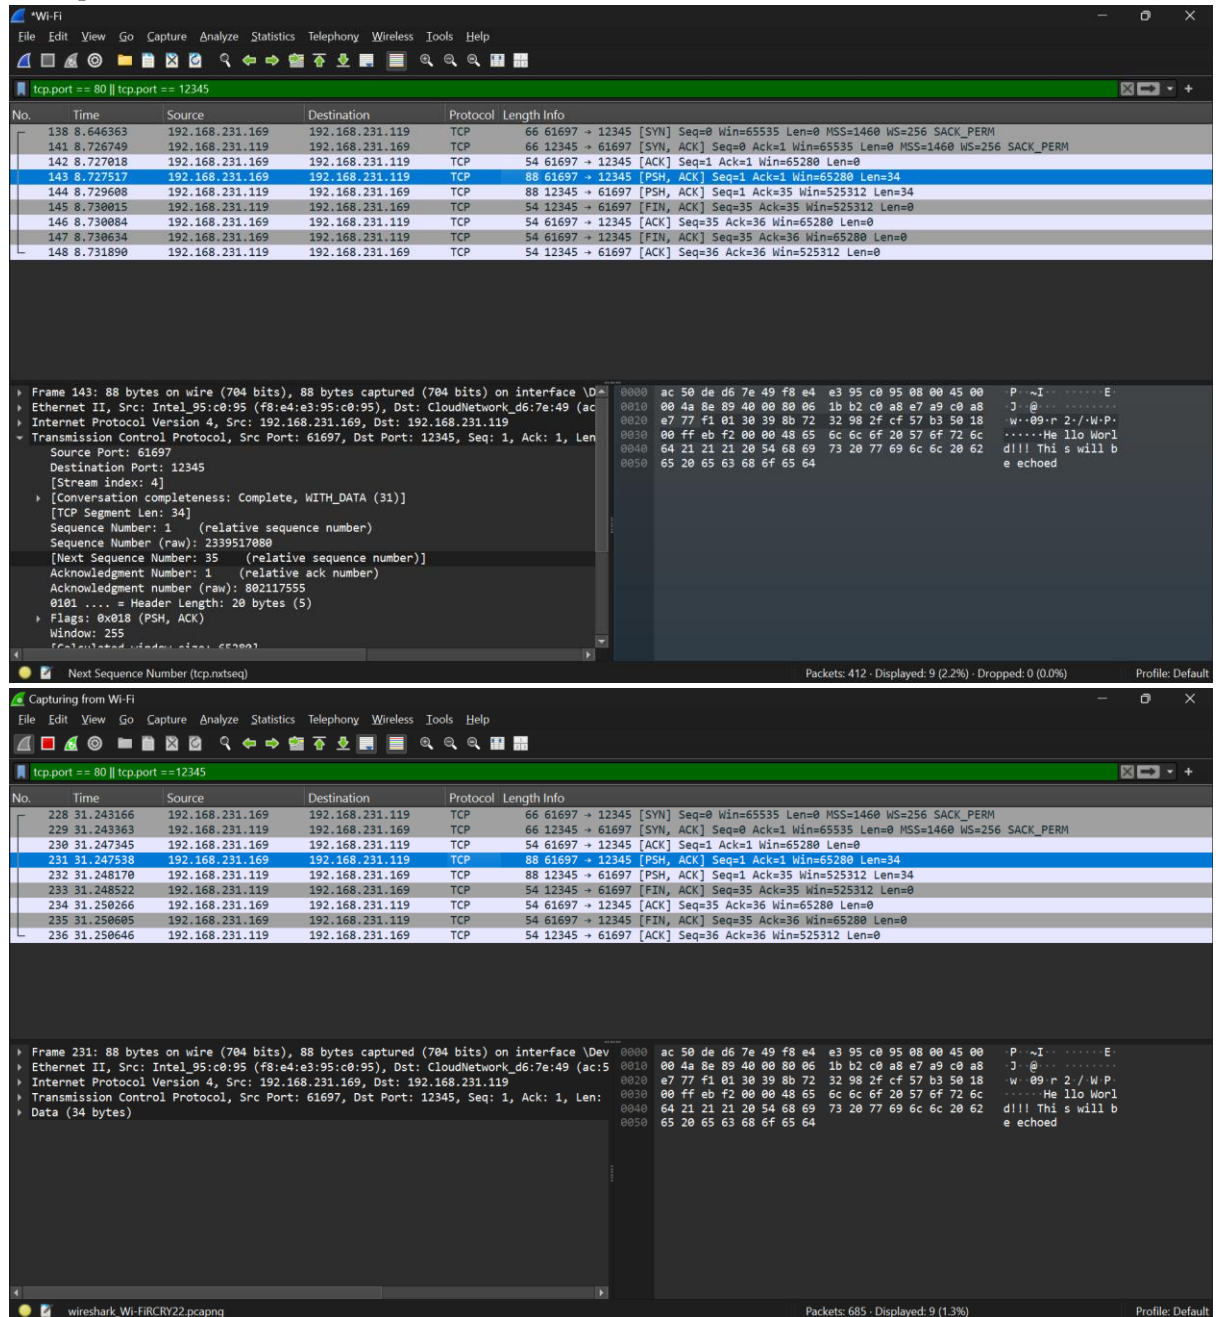 *Wi-Fi
File Edit View Go Capture Analyze Statistics Telephony Wireless Tools Help
tcp.port == 80 || tcp.port == 12345
No. Time Source Destination Protocol Length Info
138 8.646363 192.168.231.169 192.168.231.119 TCP 66 61697 → 12345 [SYN] Seq=0 Win=65535 Len=0 MSS=1460 WS=256 SACK_PERM
141 8.726749 192.168.231.119 192.168.231.169 TCP 66 12345 → 61697 [SYN, ACK] Seq=0 Ack=1 Win=65535 Len=0 MSS=1460 WS=256 SACK_PERM
142 8.727018 192.168.231.169 192.168.231.119 TCP 54 61697 → 12345 [ACK] Seq=1 Ack=1 Win=65280 Len=0
143 8.727517 192.168.231.169 192.168.231.119 TCP 88 61697 → 12345 [PSH, ACK] Seq=1 Ack=1 Win=65280 Len=34
144 8.729608 192.168.231.119 192.168.231.169 TCP 88 12345 → 61697 [PSH, ACK] Seq=1 Ack=35 Win=525312 Len=34
145 8.730015 192.168.231.119 192.168.231.169 TCP 54 12345 → 61697 [FIN, ACK] Seq=35 Ack=35 Win=525312 Len=0
146 8.730084 192.168.231.169 192.168.231.119 TCP 54 61697 → 12345 [ACK] Seq=35 Ack=36 Win=65280 Len=0
147 8.730634 192.168.231.169 192.168.231.119 TCP 54 61697 → 12345 [FIN, ACK] Seq=35 Ack=36 Win=65280 Len=0
148 8.731890 192.168.231.119 192.168.231.169 TCP 54 12345 → 61697 [ACK] Seq=36 Ack=36 Win=525312 Len=0
Frame 143: 88 bytes on wire (704 bits), 88 bytes captured (704 bits) on interface \D
Ethernet II, Src: Intel_95:c0:95 (f8:e4:e3:95:c0:95), Dst: CloudNetwork_d6:7e:49 (ac
Internet Protocol Version 4, Src: 192.168.231.169, Dst: 192.168.231.119
Transmission Control Protocol, Src Port: 61697, Dst Port: 12345, Seq: 1, Ack: 1, Len
Source Port: 61697
Destination Port: 12345
[Stream index: 4]
[Conversation completeness: Complete, WITH_DATA (31)]
[TCP Segment Len: 34]
Sequence Number: 1 (relative sequence number)
Sequence Number (raw): 2339517080
[Next Sequence Number: 35 (relative sequence number)]
Acknowledgment Number: 1 (relative ack number)
Acknowledgment number (raw): 802117555
0101 .... = Header Length: 20 bytes (5)
Flags: 0x018 (PSH, ACK)
Window: 255
[Calculated window size: 65280]
0000 ac 50 de d6 7e 49 f8 e4 e3 95 c0 95 08 00 45 00 ·P··~I·· ······E·
0010 00 4a 8e 89 40 00 80 06 1b b2 c0 a8 e7 a9 c0 a8 ·J··@··· ········
0020 e7 77 f1 01 30 39 8b 72 32 98 2f cf 57 b3 50 18 ·w··09·r 2·/·W·P·
0030 00 ff eb f2 00 00 48 65 6c 6c 6f 20 57 6f 72 6c ······He llo Worl
0040 64 21 21 21 20 54 68 69 73 20 77 69 6c 6c 20 62 d!!! Thi s will b
0050 65 20 65 63 68 6f 65 64 e echoed
Next Sequence Number (tcp.nxtseq) Packets: 412 · Displayed: 9 (2.2%) · Dropped: 0 (0.0%) Profile: Default
Capturing from Wi-Fi
File Edit View Go Capture Analyze Statistics Telephony Wireless Tools Help
tcp.port == 80 || tcp.port ==12345
No. Time Source Destination Protocol Length Info
228 31.243166 192.168.231.169 192.168.231.119 TCP 66 61697 → 12345 [SYN] Seq=0 Win=65535 Len=0 MSS=1460 WS=256 SACK_PERM
229 31.243363 192.168.231.119 192.168.231.169 TCP 66 12345 → 61697 [SYN, ACK] Seq=0 Ack=1 Win=65535 Len=0 MSS=1460 WS=256 SACK_PERM
230 31.247345 192.168.231.169 192.168.231.119 TCP 54 61697 → 12345 [ACK] Seq=1 Ack=1 Win=65280 Len=0
231 31.247538 192.168.231.169 192.168.231.119 TCP 88 61697 → 12345 [PSH, ACK] Seq=1 Ack=1 Win=65280 Len=34
232 31.248170 192.168.231.119 192.168.231.169 TCP 88 12345 → 61697 [PSH, ACK] Seq=1 Ack=35 Win=525312 Len=34
233 31.248522 192.168.231.119 192.168.231.169 TCP 54 12345 → 61697 [FIN, ACK] Seq=35 Ack=35 Win=525312 Len=0
234 31.250266 192.168.231.169 192.168.231.119 TCP 54 61697 → 12345 [ACK] Seq=35 Ack=36 Win=65280 Len=0
235 31.250605 192.168.231.169 192.168.231.119 TCP 54 61697 → 12345 [FIN, ACK] Seq=35 Ack=36 Win=65280 Len=0
236 31.250646 192.168.231.119 192.168.231.169 TCP 54 12345 → 61697 [ACK] Seq=36 Ack=36 Win=525312 Len=0
Frame 231: 88 bytes on wire (704 bits), 88 bytes captured (704 bits) on interface \Dev
Ethernet II, Src: Intel_95:c0:95 (f8:e4:e3:95:c0:95), Dst: CloudNetwork_d6:7e:49 (ac:5
Internet Protocol Version 4, Src: 192.168.231.169, Dst: 192.168.231.119
Transmission Control Protocol, Src Port: 61697, Dst Port: 12345, Seq: 1, Ack: 1, Len:
Data (34 bytes)
0000 ac 50 de d6 7e 49 f8 e4 e3 95 c0 95 08 00 45 00 ·P··~I·· ······E·
0010 00 4a 8e 89 40 00 80 06 1b b2 c0 a8 e7 a9 c0 a8 ·J··@··· ········
0020 e7 77 f1 01 30 39 8b 72 32 98 2f cf 57 b3 50 18 ·w··09·r 2·/·W·P·
0030 00 ff eb f2 00 00 48 65 6c 6c 6f 20 57 6f 72 6c ······He llo Worl
0040 64 21 21 21 20 54 68 69 73 20 77 69 6c 6c 20 62 d!!! Thi s will b
0050 65 20 65 63 68 6f 65 64 e echoed
wireshark_Wi-FiRCRY22.pcapng Packets: 685 · Displayed: 9 (1.3%) Profile: Default